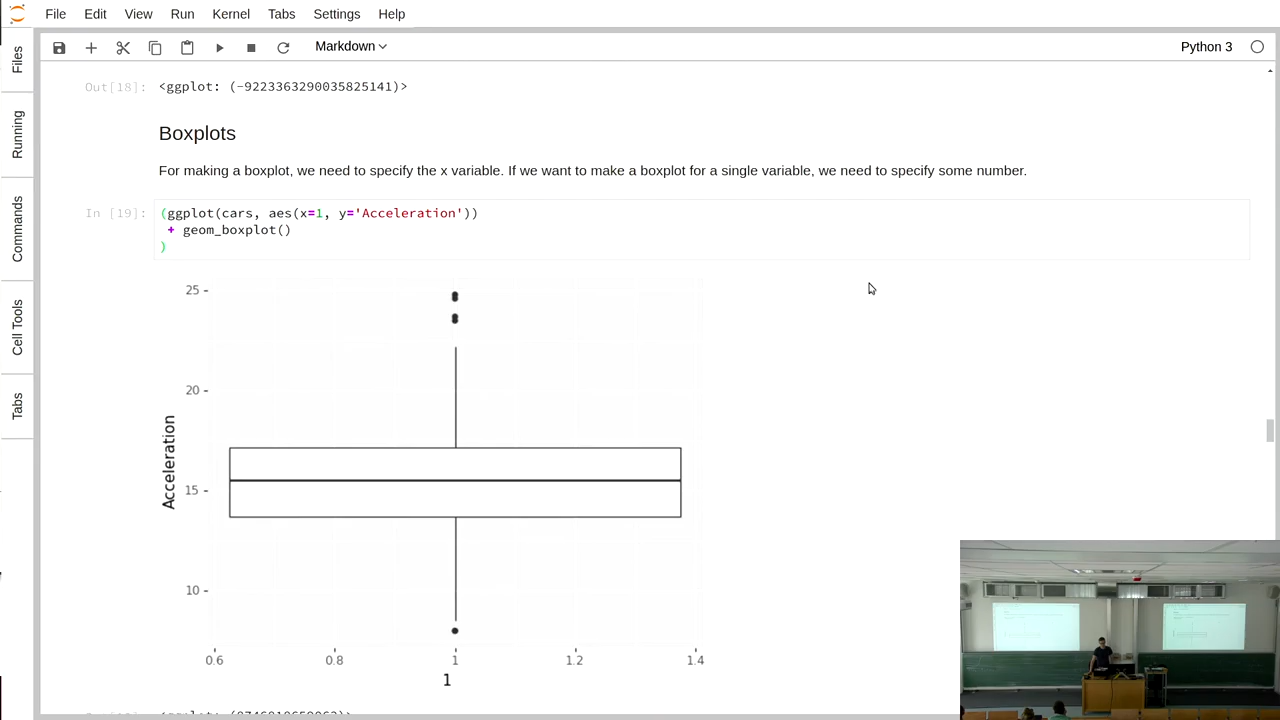 File Edit View Run Kernel Tabs Settings Help
Files
Running
Commands
Cell Tools
Tabs
Markdown
Python 3
Out[18]: <ggplot: (-9223363290035825141)>
Boxplots
For making a boxplot, we need to specify the x variable. If we want to make a boxplot for a single variable, we need to specify some number.
In [19]: (ggplot(cars, aes(x=1, y='Acceleration'))
+ geom_boxplot()
)
25
20
15
10
Acceleration
0.6 0.8 1 1.2 1.4
1